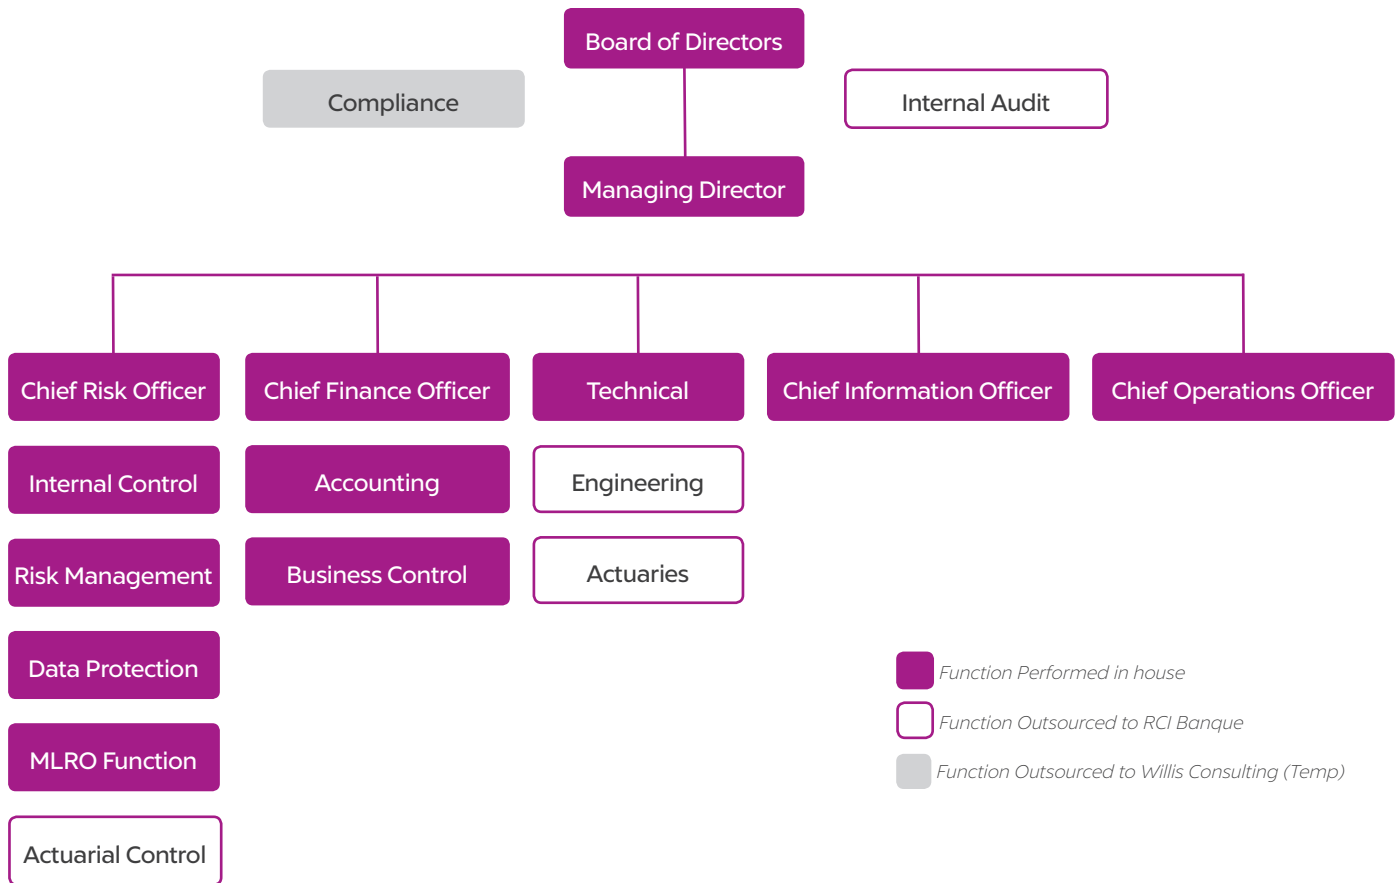 Board of Directors
Compliance
Internal Audit
Managing Director
Chief Risk Officer
Chief Finance Officer
Technical
Chief Information Officer
Chief Operations Officer
Internal Control
Accounting
Engineering
Risk Management
Business Control
Actuaries
Data Protection
Function Performed in house
MLRO Function
Function Outsourced to RCI Banque
Function Outsourced to Willis Consulting (Temp)
Actuarial Control